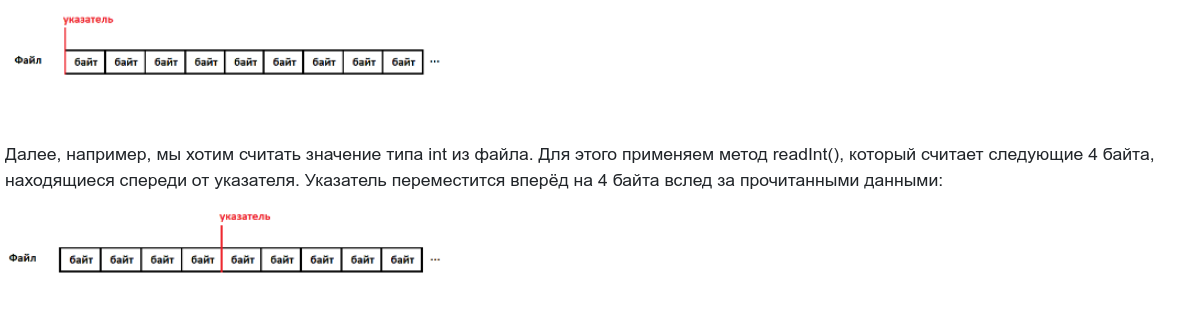 указатель
Файл байт байт байт байт байт байт байт байт байт ...
Далее, например, мы хотим считать значение типа int из файла. Для этого применяем метод readInt(), который считает следующие 4 байта,
находящиеся спереди от указателя. Указатель переместится вперёд на 4 байта вслед за прочитанными данными:
указатель
Файл байт байт байт байт байт байт байт байт байт ...